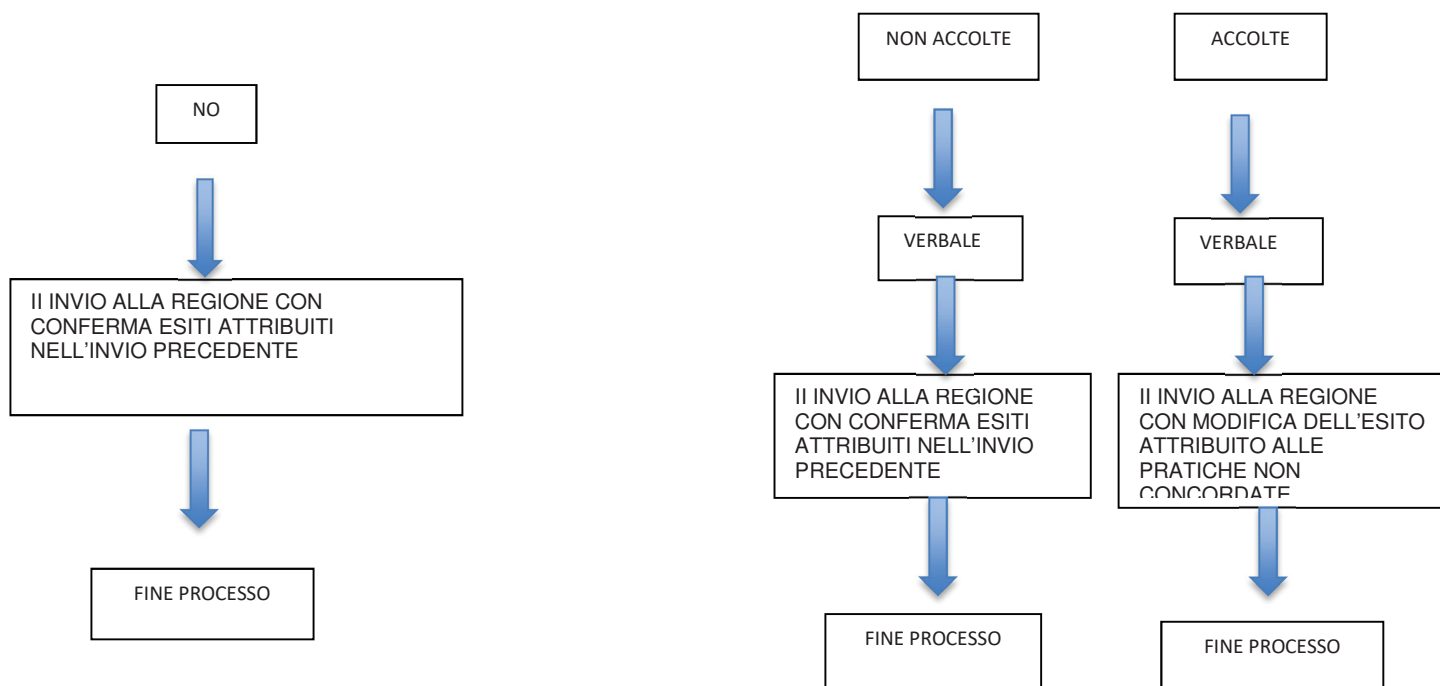 NO
II INVIO ALLA REGIONE CON
CONFERMA ESITI ATTRIBUITI
NELL'INVIO PRECEDENTE
FINE PROCESSO
NON ACCOLTE
VERBALE
II INVIO ALLA REGIONE
CON CONFERMA ESITI
ATTRIBUITI NELL'INVIO
PRECEDENTE
FINE PROCESSO
ACCOLTE
VERBALE
II INVIO ALLA REGIONE
CON MODIFICA DELL'ESITO
ATTRIBUITO ALLE
PRATICHE NON
CONCORDATE
FINE PROCESSO